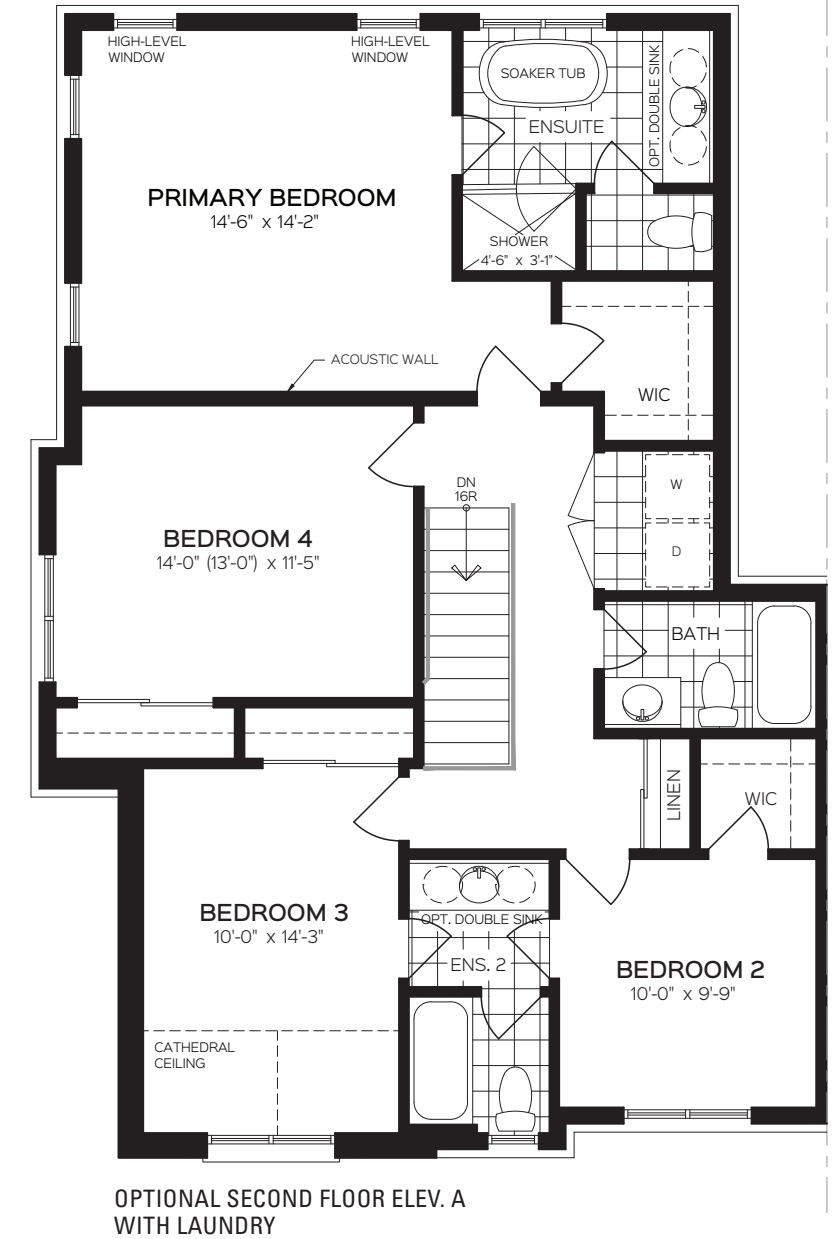 HIGH-LEVEL
WINDOW
HIGH-LEVEL
WINDOW
SOAKER TUB
OPT. DOUBLE SINK
ENSUITE
PRIMARY BEDROOM
14'-6" x 14'-2"
SHOWER
4'-6" x 3'-1"
ACOUSTIC WALL
WIC
DN
16R
W
D
BEDROOM 4
14'-0" (13'-0") x 11'-5"
BATH
LINEN
WIC
BEDROOM 3
10'-0" x 14'-3"
OPT. DOUBLE SINK
ENS. 2
BEDROOM 2
10'-0" x 9'-9"
CATHEDRAL
CEILING
OPTIONAL SECOND FLOOR ELEV. A
WITH LAUNDRY